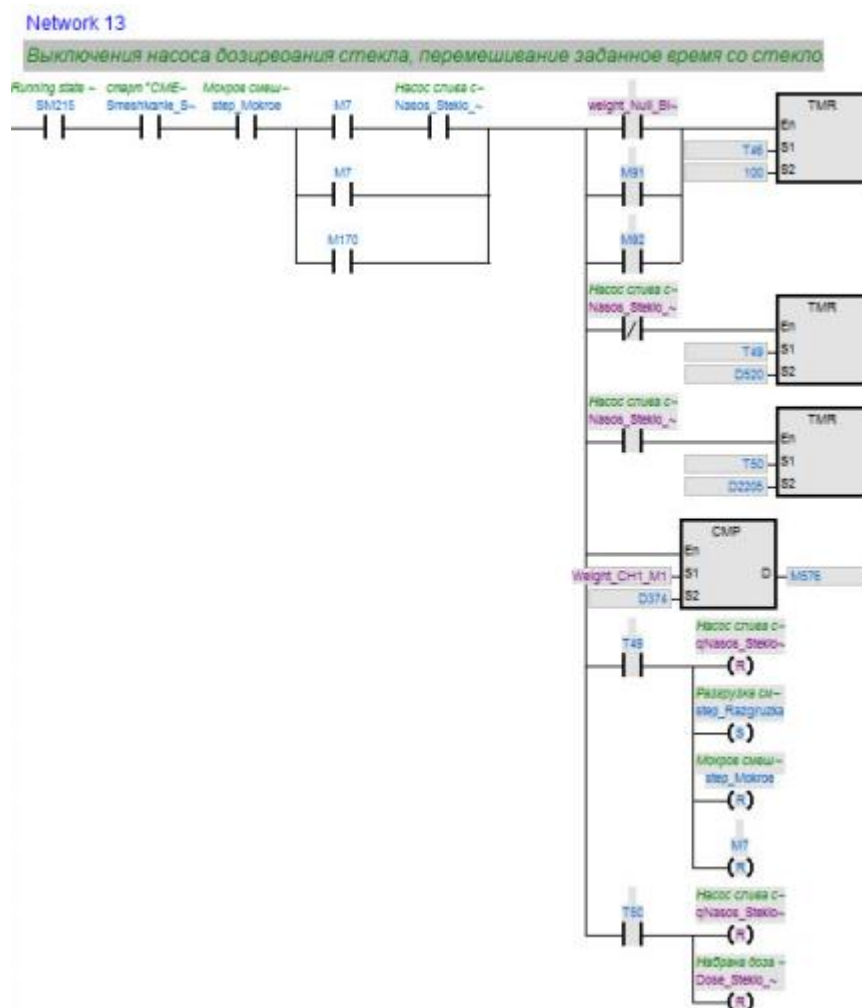 Network 13
Выключения насоса дозиреоания стекла, перемешивание заданное время со стекло
Running state ~ старт "СМЕ~ Мокрое смеш~ Насос слива с~
SM215 Smeshivanie_S~ step_Mokroe M7 Nasos_Steklo_~
M7
M170
weight_Null_Bl~
TMR
En
T46 S1
100 S2
M91
M92
Насос слива с~
Nasos_Steklo_~
TMR
En
T49 S1
D520 S2
Насос слива с~
Nasos_Steklo_~
TMR
En
T50 S1
D2205 S2
CMP
En
Weight_CH1_M1 S1 D M576
D374 S2
Насос слива с~
T49 qNasos_Steklo~
R
Разгрузка см~
step_Razgruzka
S
Мокрое смеш~
step_Mokroe
R
M7
R
Насос слива с~
T50 qNasos_Steklo~
R
Набрана доза ~
Dose_Steklo_~
R